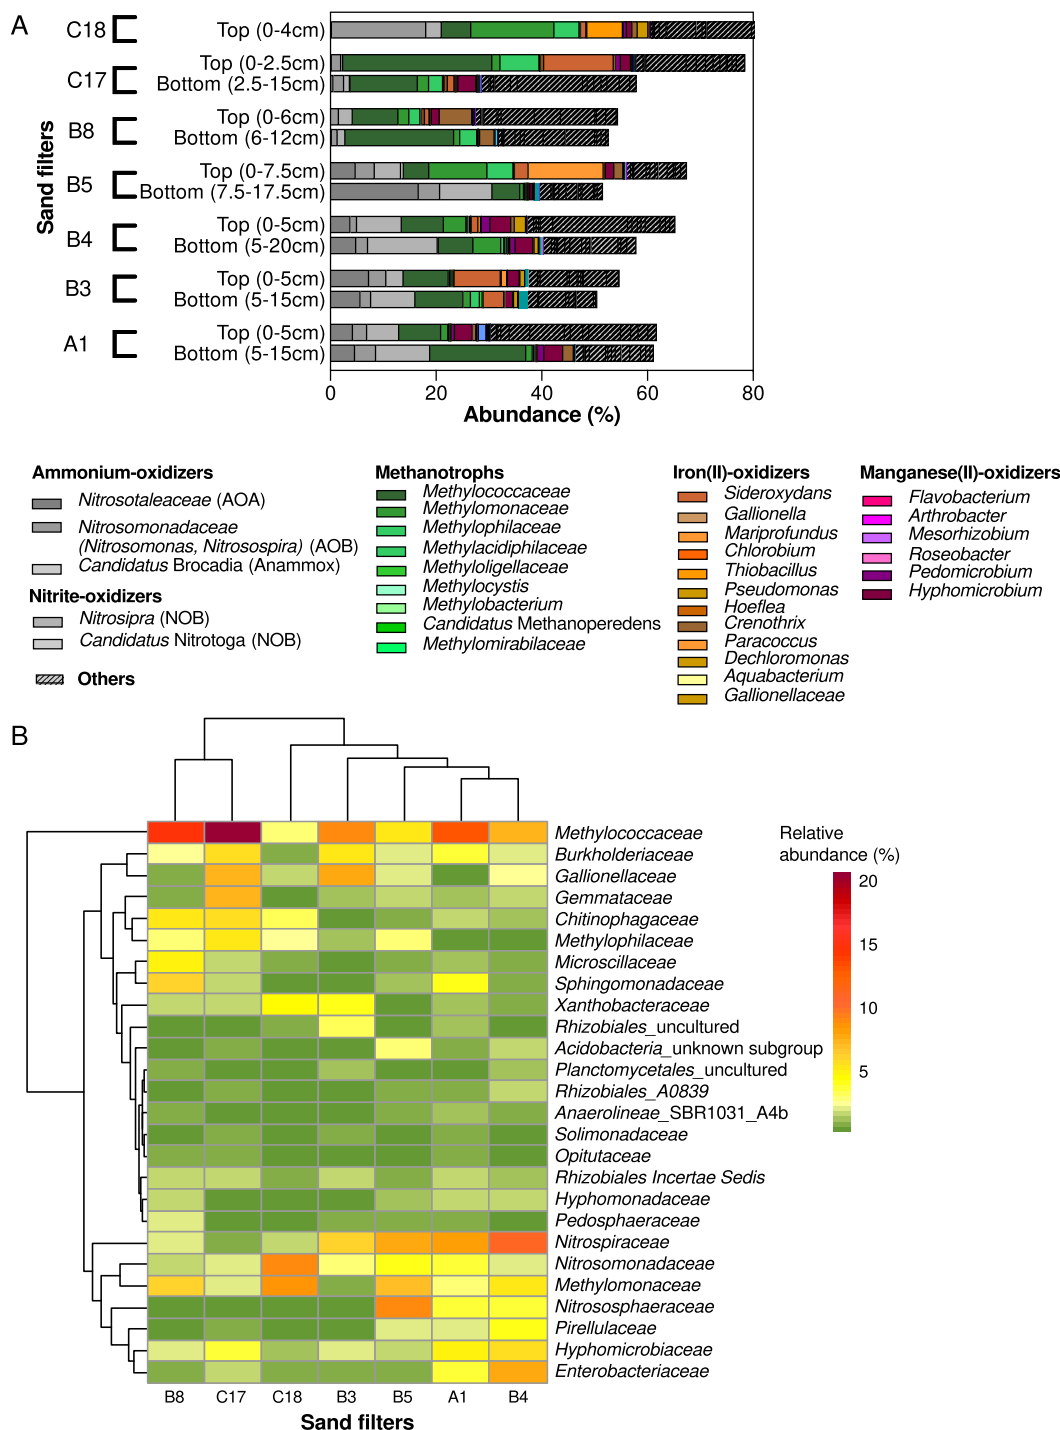 A
C18
Top (0-4cm)
C17
Top (0-2.5cm)
Bottom (2.5-15cm)
B8
Top (0-6cm)
Bottom (6-12cm)
B5
Top (0-7.5cm)
Bottom (7.5-17.5cm)
B4
Top (0-5cm)
Bottom (5-20cm)
B3
Top (0-5cm)
Bottom (5-15cm)
A1
Top (0-5cm)
Bottom (5-15cm)
Sand filters
0 20 40 60 80
Abundance (%)
Ammonium-oxidizers
Nitrosotaleaceae (AOA)
Nitrosomonadaceae
(Nitrosomonas, Nitrosospira) (AOB)
Candidatus Brocadia (Anammox)
Nitrite-oxidizers
Nitrosipra (NOB)
Candidatus Nitrotoga (NOB)
Others
Methanotrophs
Methylococcaceae
Methylomonaceae
Methylophilaceae
Methylacidiphilaceae
Methyloligellaceae
Methylocystis
Methylobacterium
Candidatus Methanoperedens
Methylomirabilaceae
Iron(II)-oxidizers
Sideroxydans
Gallionella
Mariprofundus
Chlorobium
Thiobacillus
Pseudomonas
Hoeflea
Crenothrix
Paracoccus
Dechloromonas
Aquabacterium
Gallionellaceae
Manganese(II)-oxidizers
Flavobacterium
Arthrobacter
Mesorhizobium
Roseobacter
Pedomicrobium
Hyphomicrobium
B
Methylococcaceae
Burkholderiaceae
Gallionellaceae
Gemmataceae
Chitinophagaceae
Methylophilaceae
Microscillaceae
Sphingomonadaceae
Xanthobacteraceae
Rhizobiales_uncultured
Acidobacteria_unknown subgroup
Planctomycetales_uncultured
Rhizobiales_A0839
Anaerolineae_SBR1031_A4b
Solimonadaceae
Opitutaceae
Rhizobiales Incertae Sedis
Hyphomonadaceae
Pedosphaeraceae
Nitrospiraceae
Nitrosomonadaceae
Methylomonaceae
Nitrososphaeraceae
Pirellulaceae
Hyphomicrobiaceae
Enterobacteriaceae
B8 C17 C18 B3 B5 A1 B4
Sand filters
Relative
abundance (%)
20
15
10
5